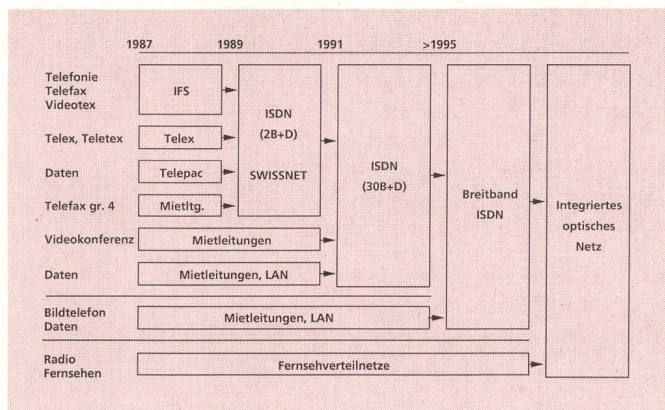 1987 1989 1991 >1995
Telefonie
Telefax
Videotex
IFS
ISDN
(2B+D)
SWISSNET
Telex, Teletex
Telex
Daten
Telepac
Telefax gr. 4
Mietltg.
ISDN
(30B+D)
Breitband
ISDN
Integriertes
optisches
Netz
Videokonferenz
Mietleitungen
Daten
Mietleitungen, LAN
Bildtelefon
Daten
Mietleitungen, LAN
Radio
Fernsehen
Fernsehverteilnetze